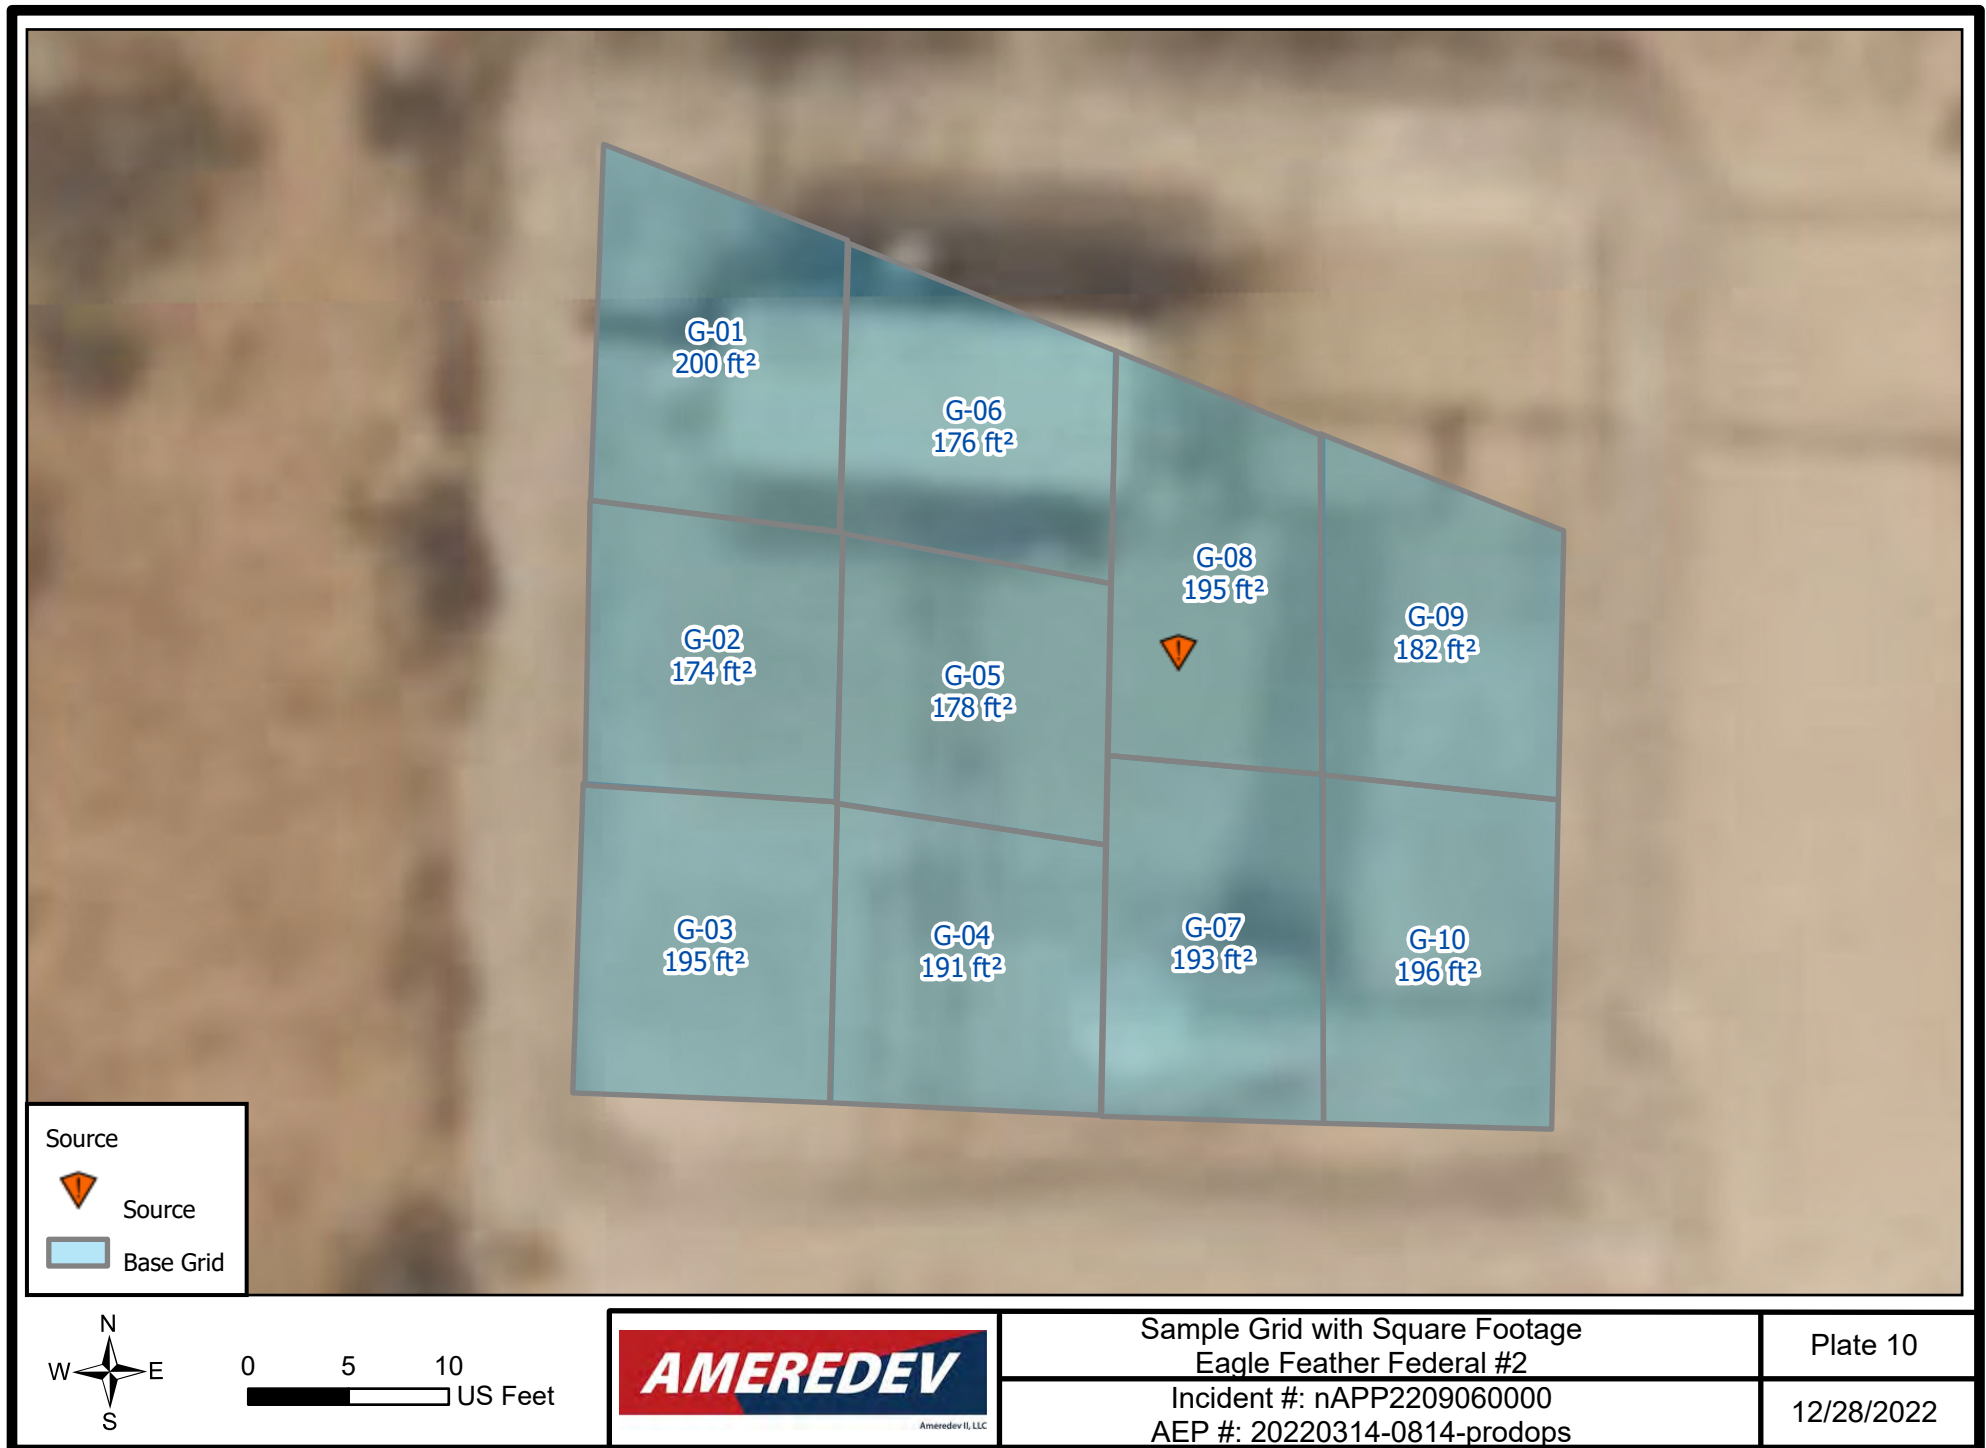 G-01
200 ft²
G-06
176 ft²
G-08
195 ft²
G-09
182 ft²
G-02
174 ft²
G-05
178 ft²
G-03
195 ft²
G-04
191 ft²
G-07
193 ft²
G-10
196 ft²
Source
Source
Base Grid
N
W E
S
0 5 10
US Feet
AMEREDEV
Ameredev II, LLC
Sample Grid with Square Footage
Eagle Feather Federal #2
Incident #: nAPP2209060000
AEP #: 20220314-0814-prodops
Plate 10
12/28/2022